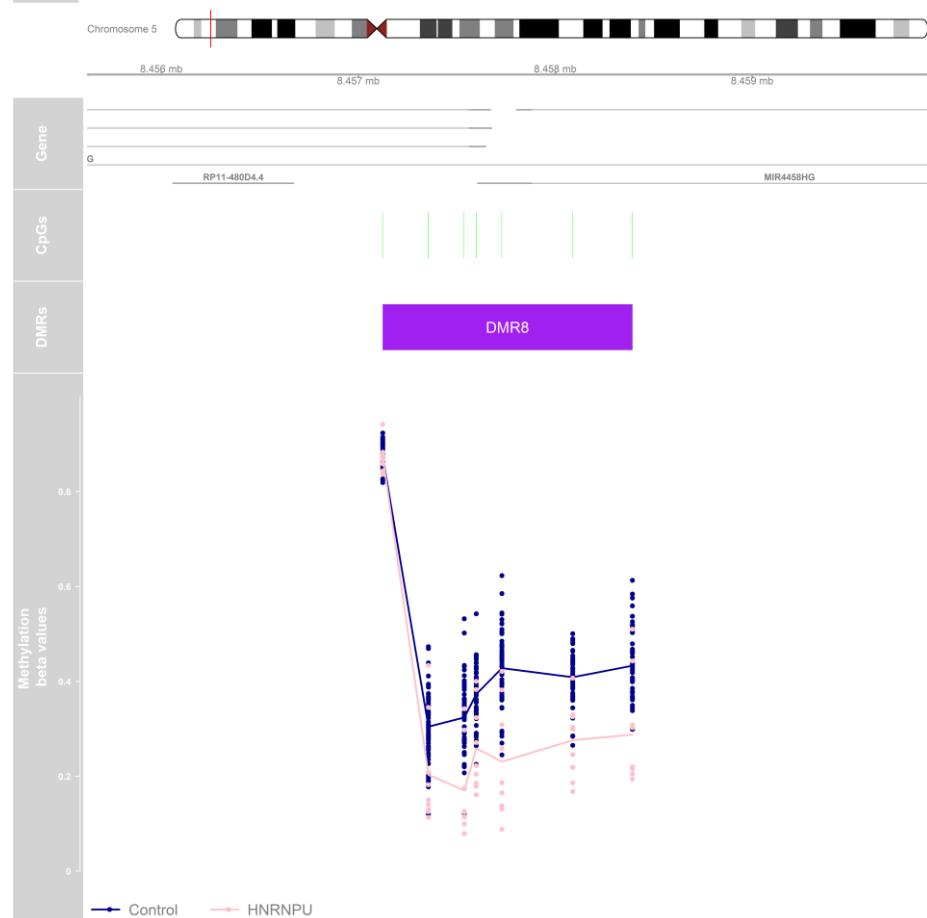 Chromosome 5
8.456 mb
8.458 mb
8.457 mb
8.459 mb
Gene
G
RP11-480D4.4
MIR4458HG
CpGs
DMRs
DMR8
Methylation
beta values
0.8
0.6
0.4
0.2
0
Control
HNRNPU